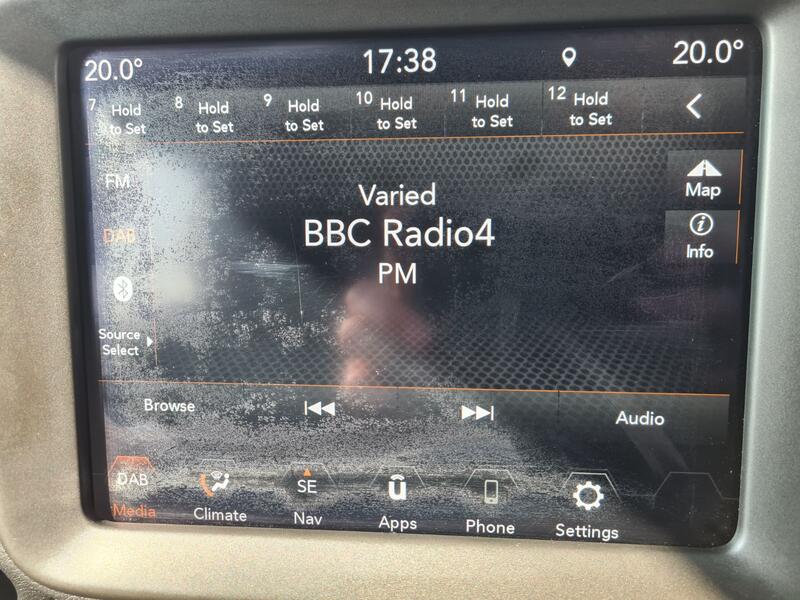 20.0°
17:38
20.0°
7 Hold to Set
8 Hold to Set
9 Hold to Set
10 Hold to Set
11 Hold to Set
12 Hold to Set
FM
DAB
Source
Select
Varied
BBC Radio4
PM
Map
i
Info
Browse
Audio
DAB
Media
Climate
SE
Nav
u
Apps
Phone
Settings